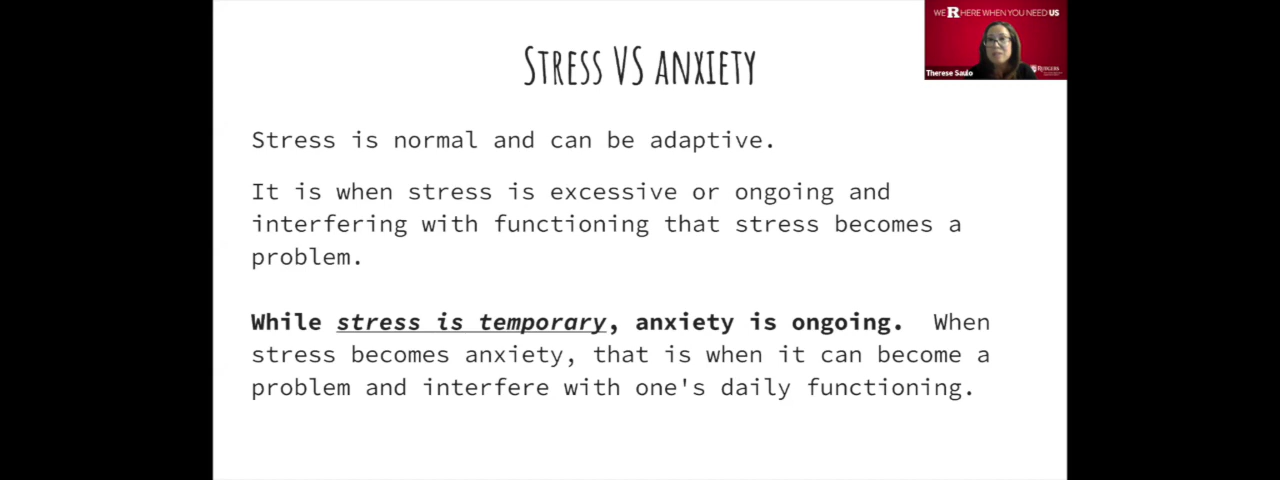 WE R HERE WHEN YOU NEED US
Therese Saulo
RUTGERS
STRESS VS ANXIETY
Stress is normal and can be adaptive.
It is when stress is excessive or ongoing and
interfering with functioning that stress becomes a
problem.
While stress is temporary, anxiety is ongoing. When
stress becomes anxiety, that is when it can become a
problem and interfere with one's daily functioning.